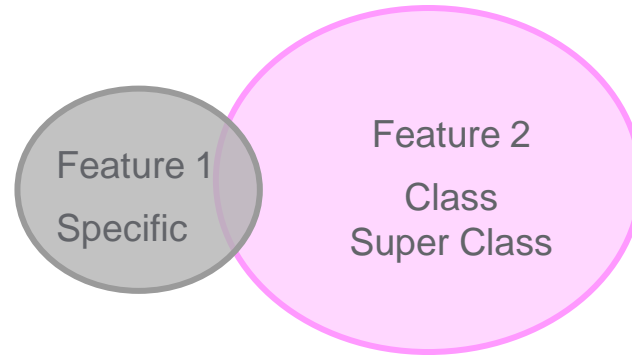 Feature 1
Specific
Feature 2
Class
Super Class